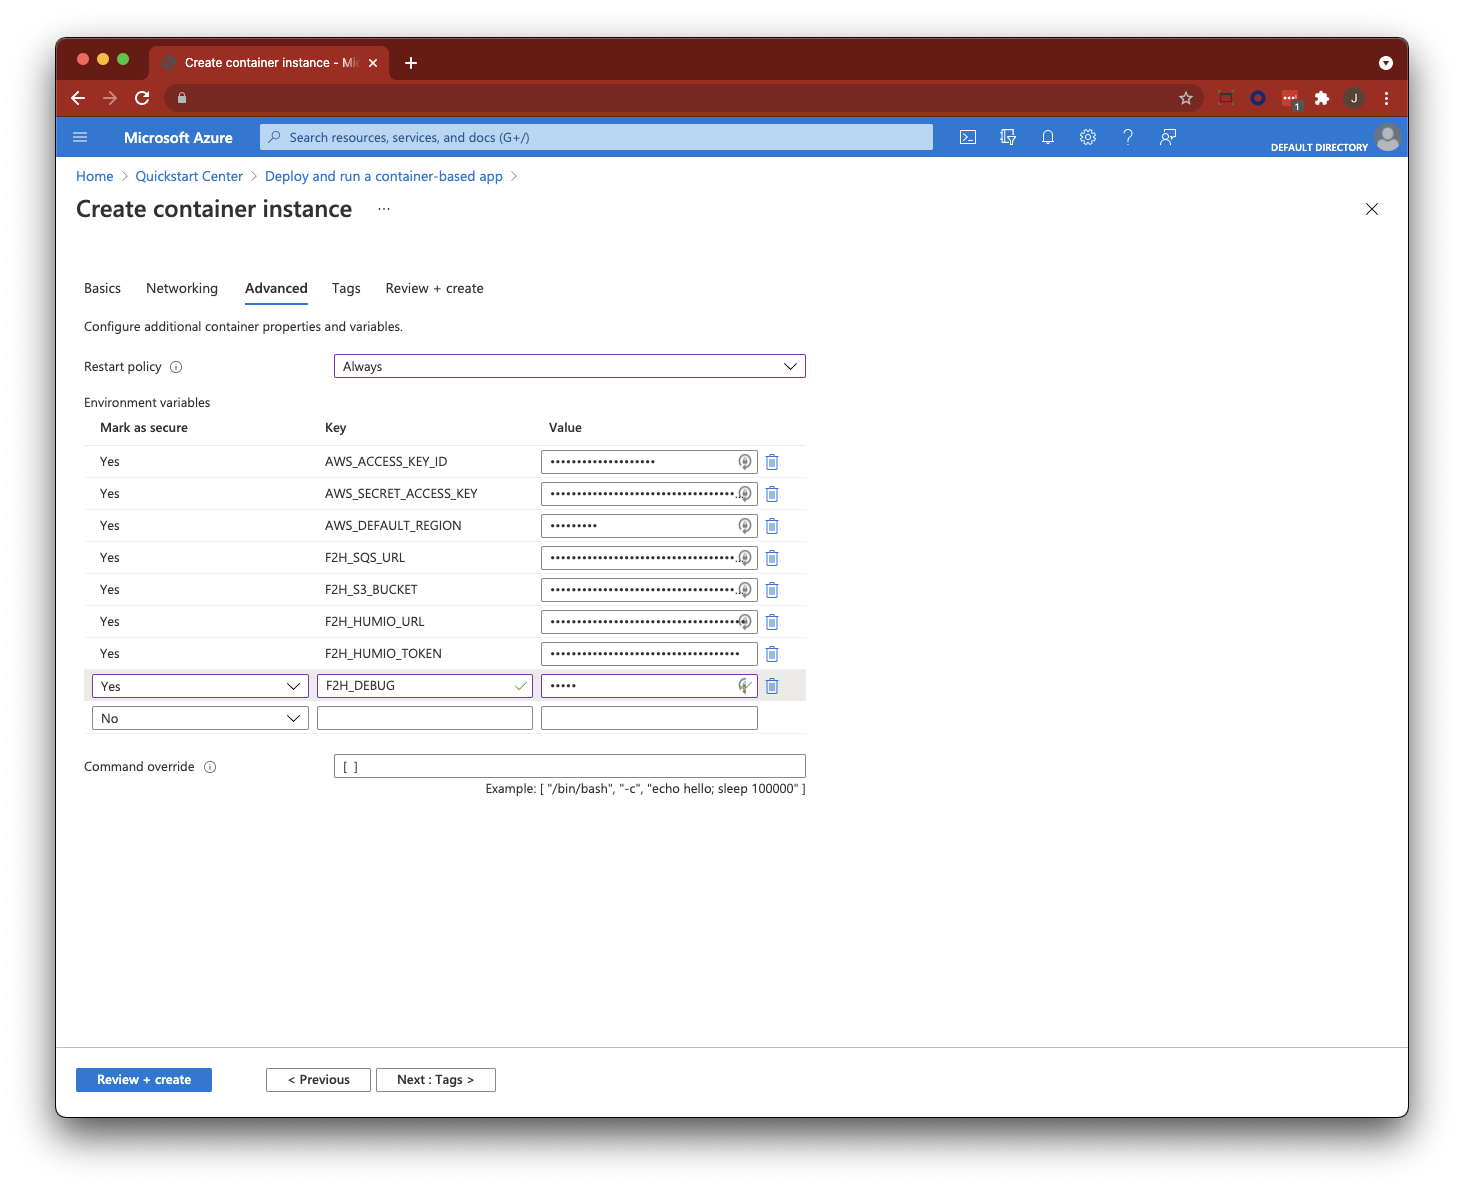 Create container instance - Mic
J
1
Microsoft Azure
Search resources, services, and docs (G+/)
DEFAULT DIRECTORY
Home > Quickstart Center > Deploy and run a container-based app >
Create container instance ...
Basics Networking Advanced Tags Review + create
Configure additional container properties and variables.
Restart policy Always
Environment variables
Mark as secure Key Value
Yes AWS_ACCESS_KEY_ID ••••••••••••••••••••
Yes AWS_SECRET_ACCESS_KEY •••••••••••••••••••••••••••••••••••...
Yes AWS_DEFAULT_REGION •••••••••
Yes F2H_SQS_URL •••••••••••••••••••••••••••••••••••...
Yes F2H_S3_BUCKET •••••••••••••••••••••••••••••••••••...
Yes F2H_HUMIO_URL •••••••••••••••••••••••••••••••••••••
Yes F2H_HUMIO_TOKEN ••••••••••••••••••••••••••••••••••••
Yes F2H_DEBUG •••••
No
Command override [ ]
Example: [ "/bin/bash", "-c", "echo hello; sleep 100000" ]
Review + create < Previous Next : Tags >